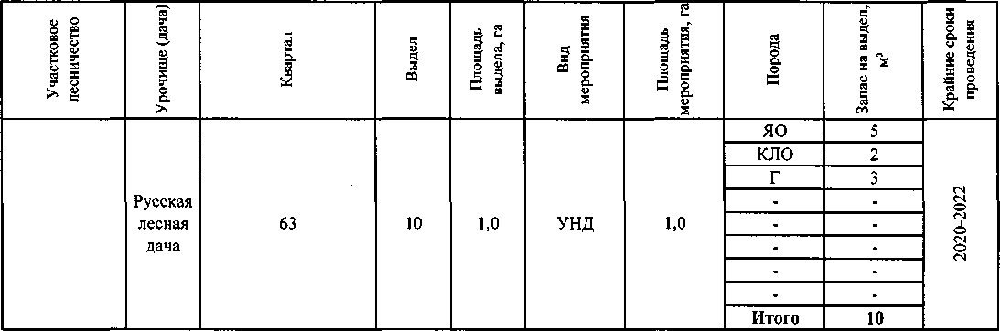 Участковое
лесничество
Урочище (дача)
Квартал
Выдел
Площадь
выдела, га
Вид
мероприятия
Площадь
мероприятия, га
Порода
Запас на выдел,
м³
Крайние сроки
проведения
Русская
лесная
дача
63
10
1,0
УНД
1,0
ЯО 5
КЛО 2
Г 3
- -
- -
- -
- -
- -
Итого 10
2020-2022